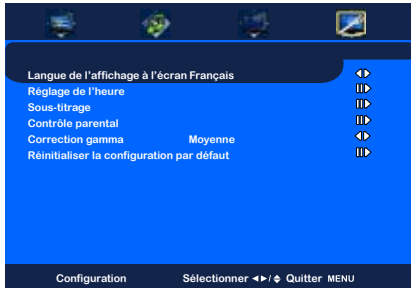 Langue de l'affichage à l'écran Français
Réglage de l'heure
Sous-titrage
Contrôle parental
Correction gamma Moyenne
Réinitialiser la configuration par défaut
Configuration Sélectionner ◄►/ ◆ Quitter MENU